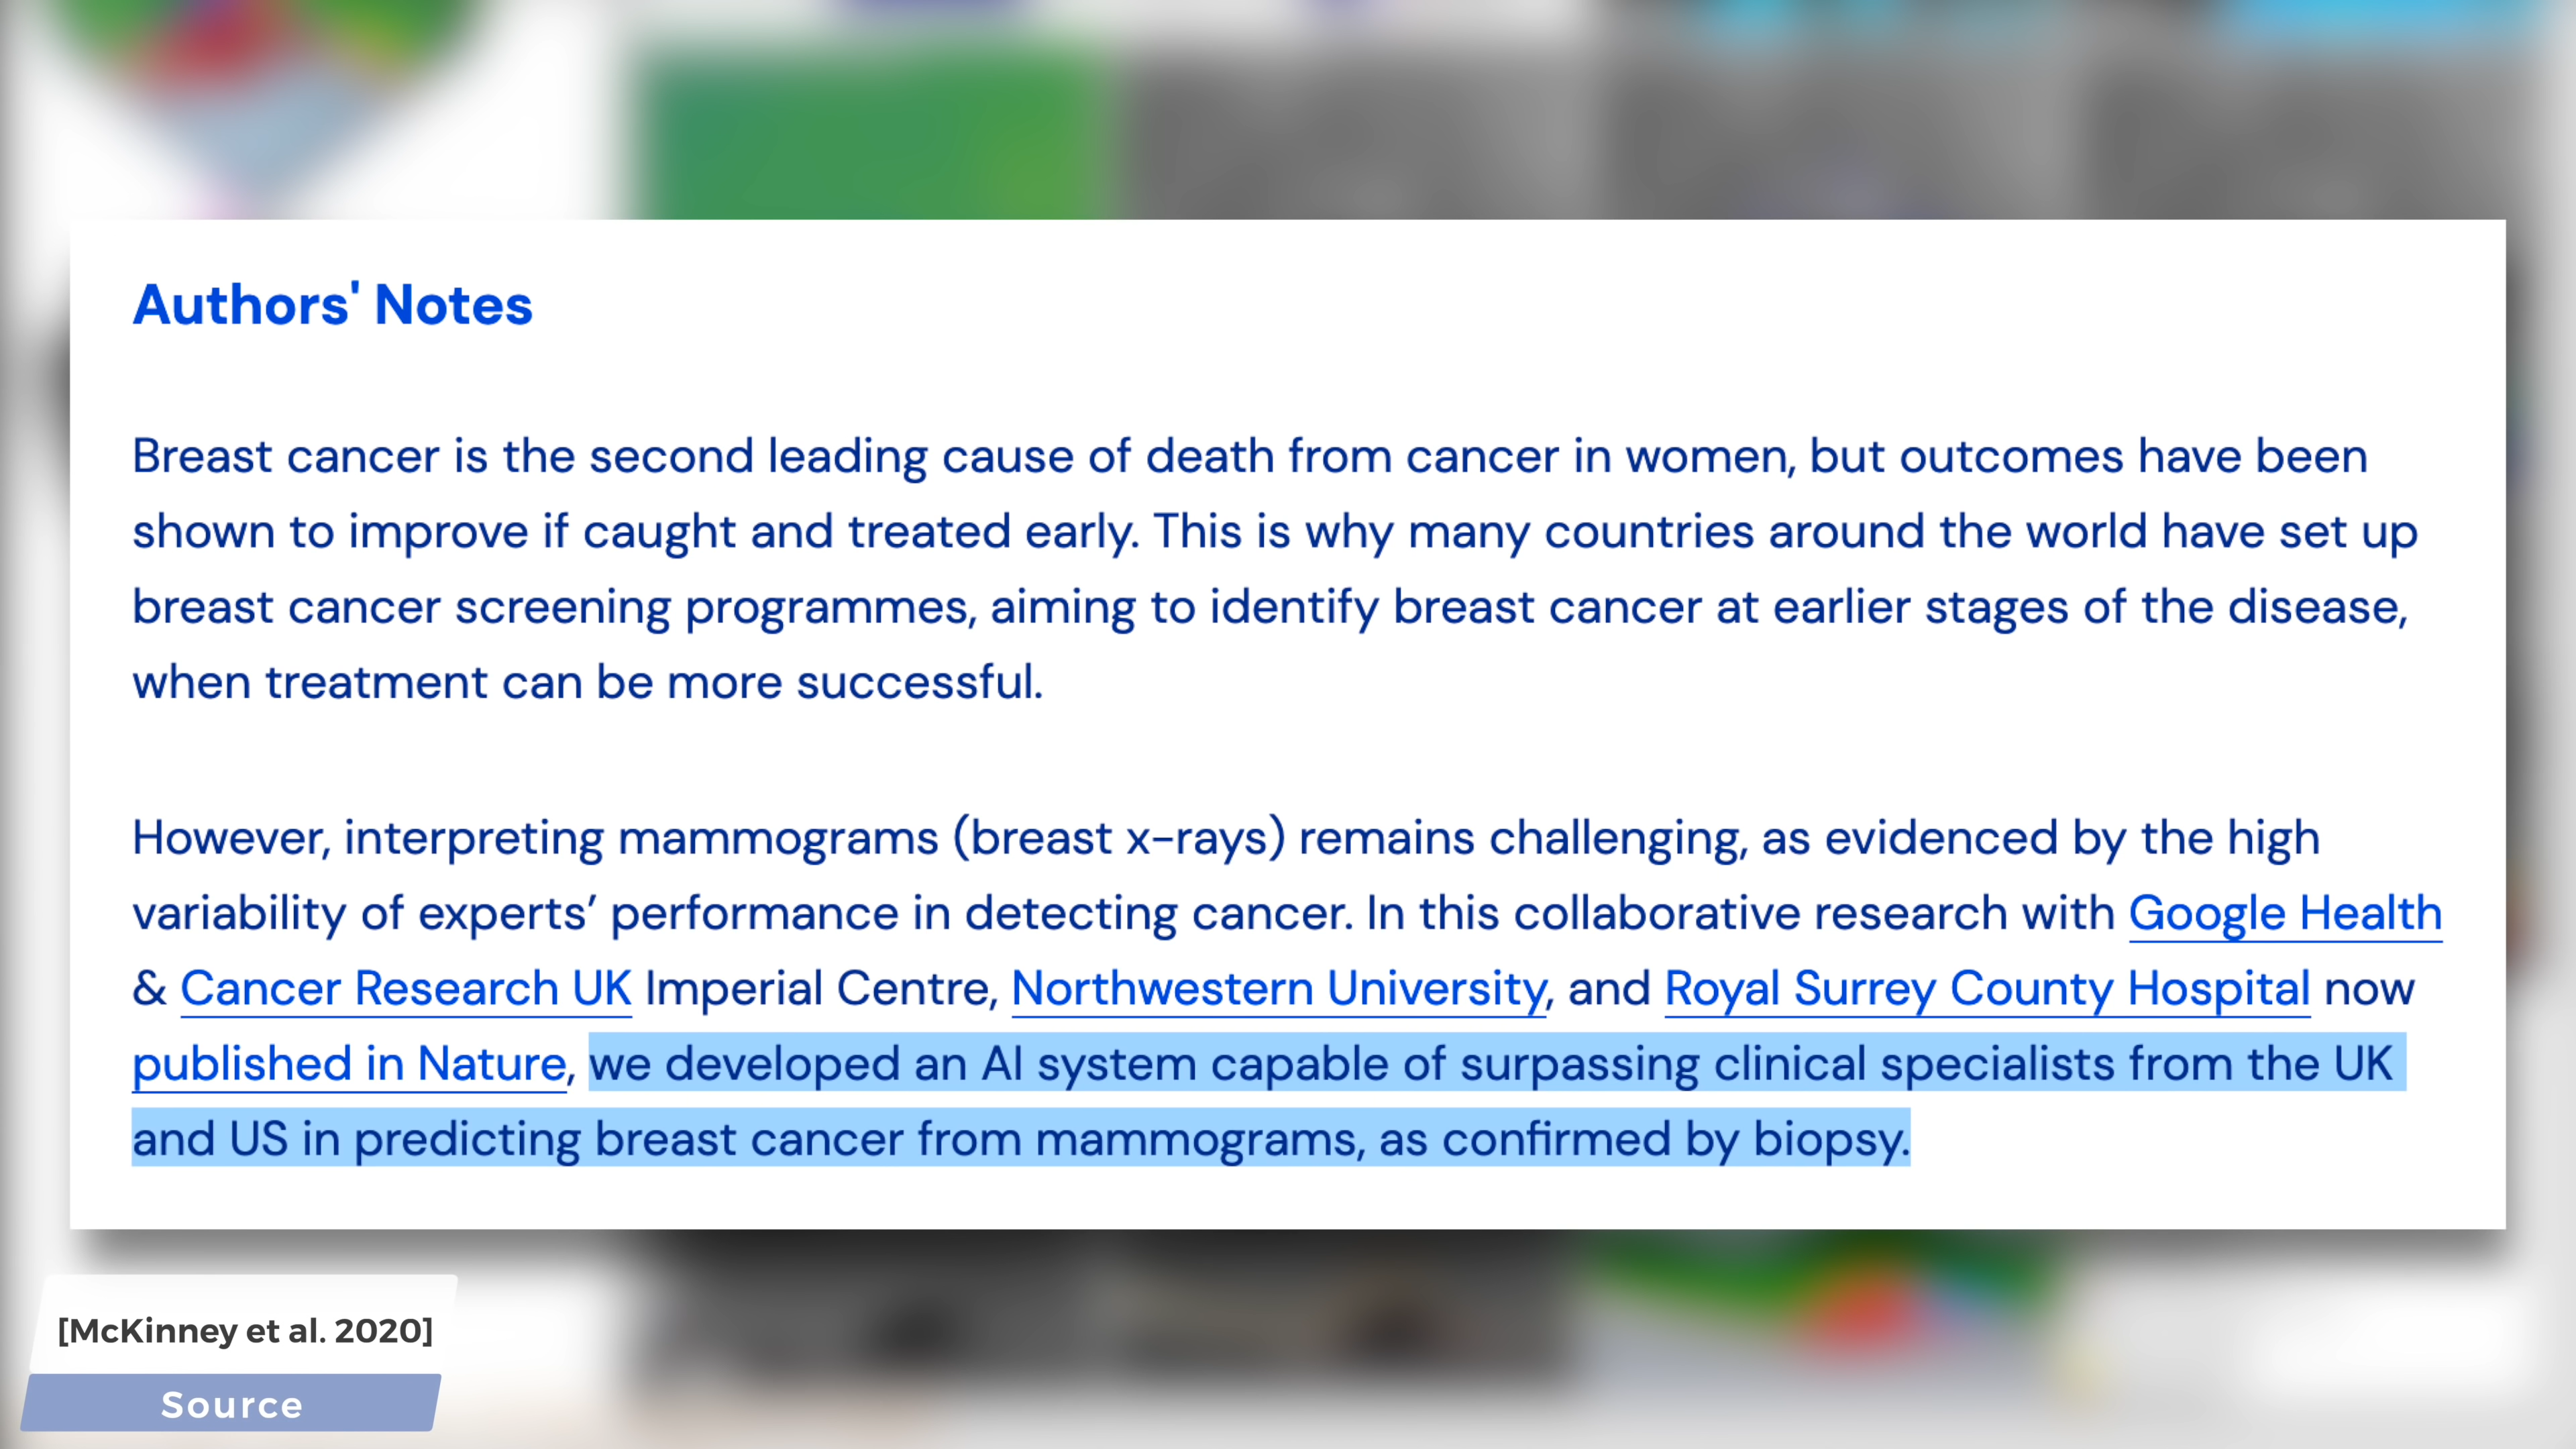 Authors' Notes
Breast cancer is the second leading cause of death from cancer in women, but outcomes have been
shown to improve if caught and treated early. This is why many countries around the world have set up
breast cancer screening programmes, aiming to identify breast cancer at earlier stages of the disease,
when treatment can be more successful.
However, interpreting mammograms (breast x-rays) remains challenging, as evidenced by the high
variability of experts’ performance in detecting cancer. In this collaborative research with Google Health
& Cancer Research UK Imperial Centre, Northwestern University, and Royal Surrey County Hospital now
published in Nature, we developed an AI system capable of surpassing clinical specialists from the UK
and US in predicting breast cancer from mammograms, as confirmed by biopsy.
[McKinney et al. 2020]
Source